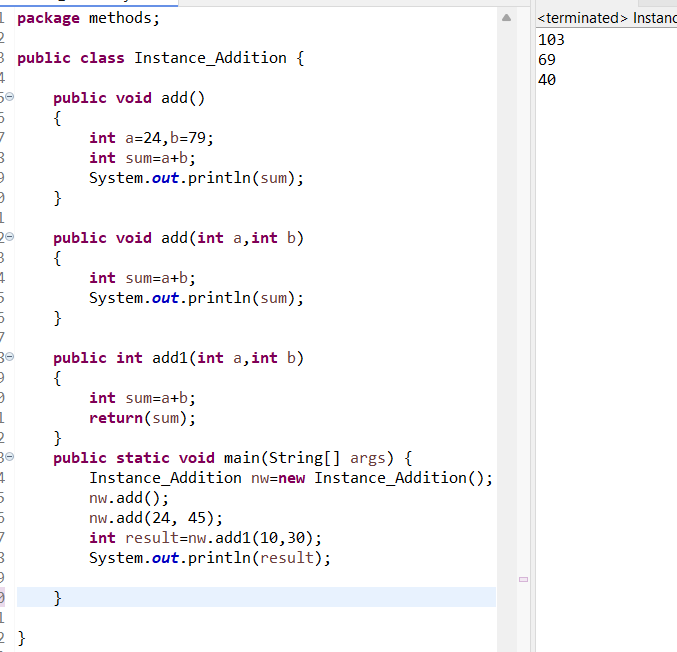 package methods;
public class Instance_Addition {
public void add()
{
int a=24,b=79;
int sum=a+b;
System.out.println(sum);
}
public void add(int a,int b)
{
int sum=a+b;
System.out.println(sum);
}
public int add1(int a,int b)
{
int sum=a+b;
return(sum);
}
public static void main(String[] args) {
Instance_Addition nw=new Instance_Addition();
nw.add();
nw.add(24, 45);
int result=nw.add1(10,30);
System.out.println(result);
}
}
<terminated>
103
69
40